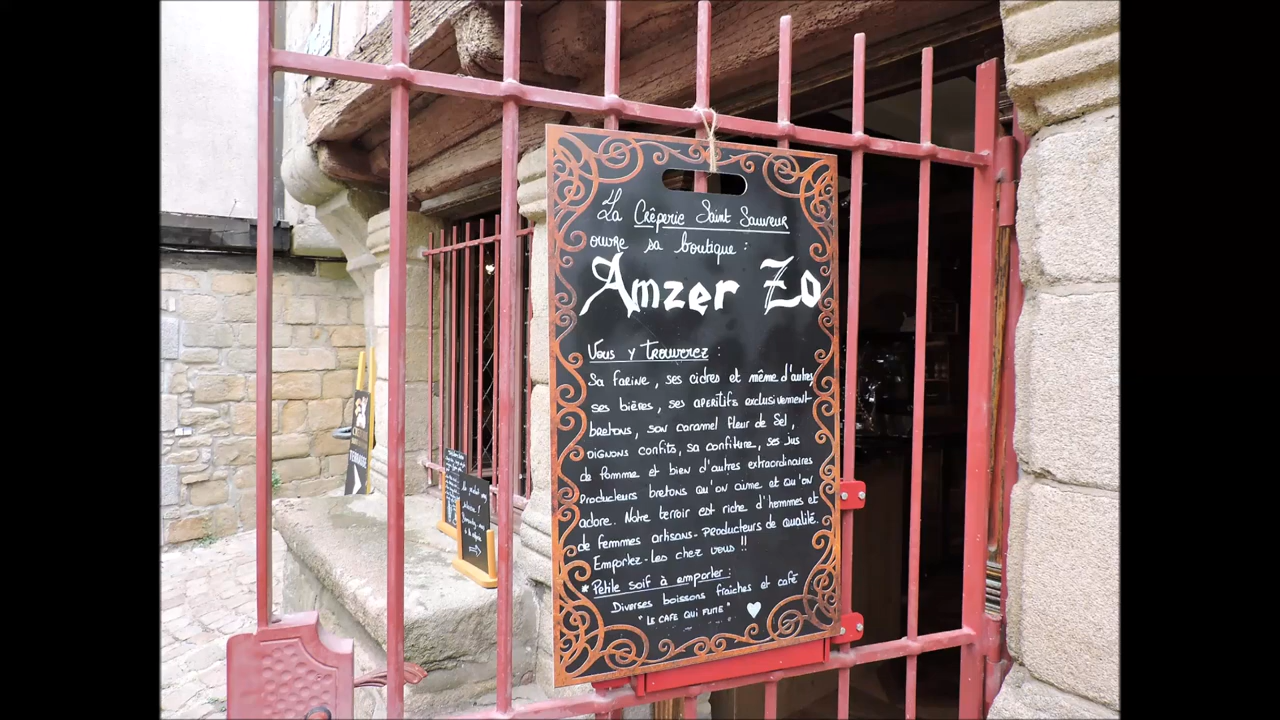 La Crêperie Saint Sauveur
ouvre sa boutique :
Amzer Zo
Vous y trouverez :
Sa farine, ses cidres et même d'autres
ses bières, ses aperitifs exclusivement
bretons, son caramel fleur de sel,
oignons confits, sa confiture, ses jus
de pomme et bien d'autres extraordinaires
Producteurs bretons qu'on aime et qu'on
adore. Notre terroir est riche d'hommes et
de femmes artisans-producteurs de qualité.
Emportez-les chez vous !!
* Petite soif à emporter :
Diverses boissons fraiches et café
"LE CAFE QUI FUME"
TERRASSE